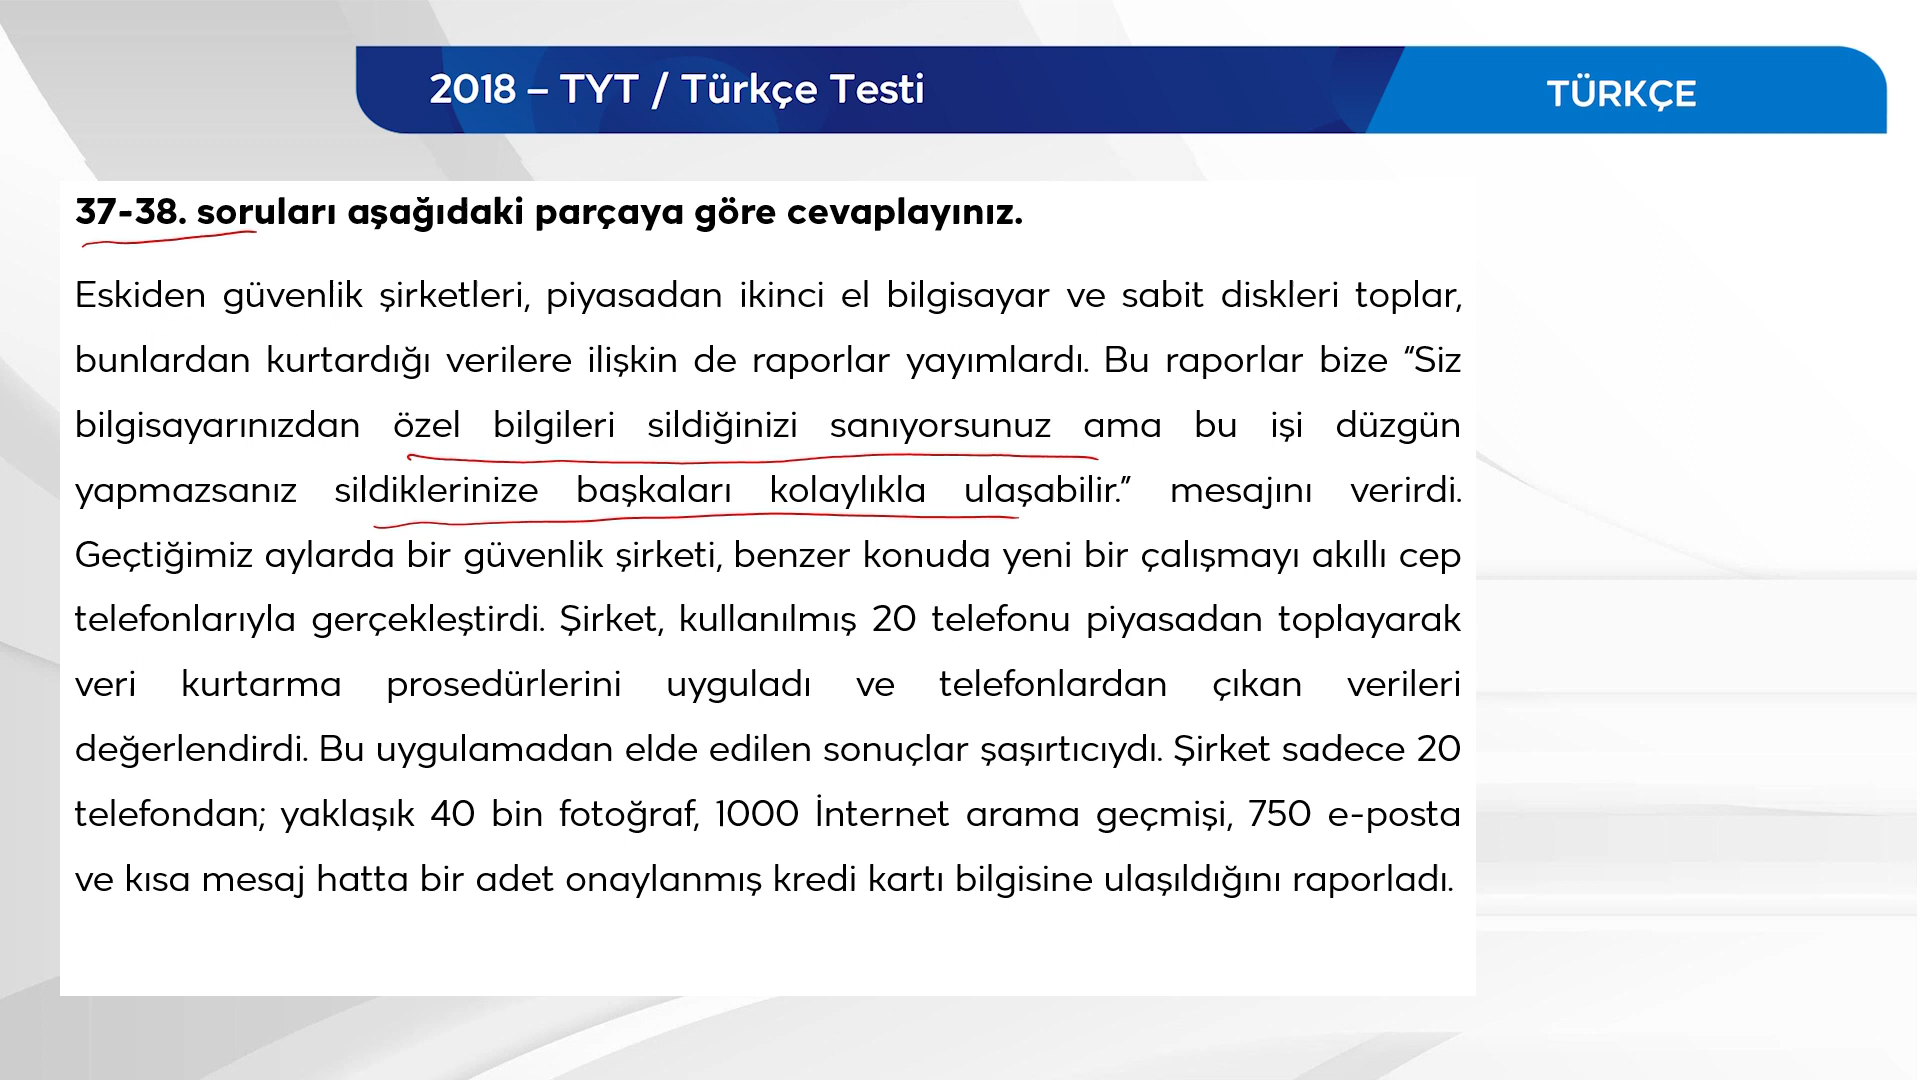 2018 – TYT / Türkçe Testi
TÜRKÇE
37-38. soruları aşağıdaki parçaya göre cevaplayınız.
Eskiden güvenlik şirketleri, piyasadan ikinci el bilgisayar ve sabit diskleri toplar,
bunlardan kurtardığı verilere ilişkin de raporlar yayımlardı. Bu raporlar bize “Siz
bilgisayarınızdan özel bilgileri sildiğinizi sanıyorsunuz ama bu işi düzgün
yapmazsanız sildiklerinize başkaları kolaylıkla ulaşabilir.” mesajını verirdi.
Geçtiğimiz aylarda bir güvenlik şirketi, benzer konuda yeni bir çalışmayı akıllı cep
telefonlarıyla gerçekleştirdi. Şirket, kullanılmış 20 telefonu piyasadan toplayarak
veri kurtarma prosedürlerini uyguladı ve telefonlardan çıkan verileri
değerlendirdi. Bu uygulamadan elde edilen sonuçlar şaşırtıcıydı. Şirket sadece 20
telefondan; yaklaşık 40 bin fotoğraf, 1000 İnternet arama geçmişi, 750 e-posta
ve kısa mesaj hatta bir adet onaylanmış kredi kartı bilgisine ulaşıldığını raporladı.